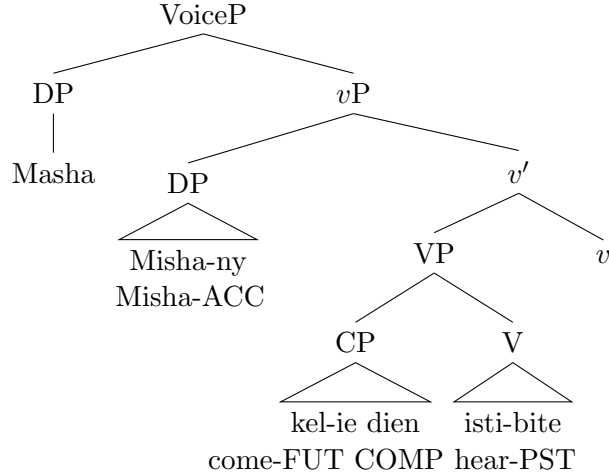 VoiceP
DP vP
Masha DP v′
Misha-ny VP v
Misha-ACC
CP V
kel-ie dien isti-bite
come-FUT COMP hear-PST